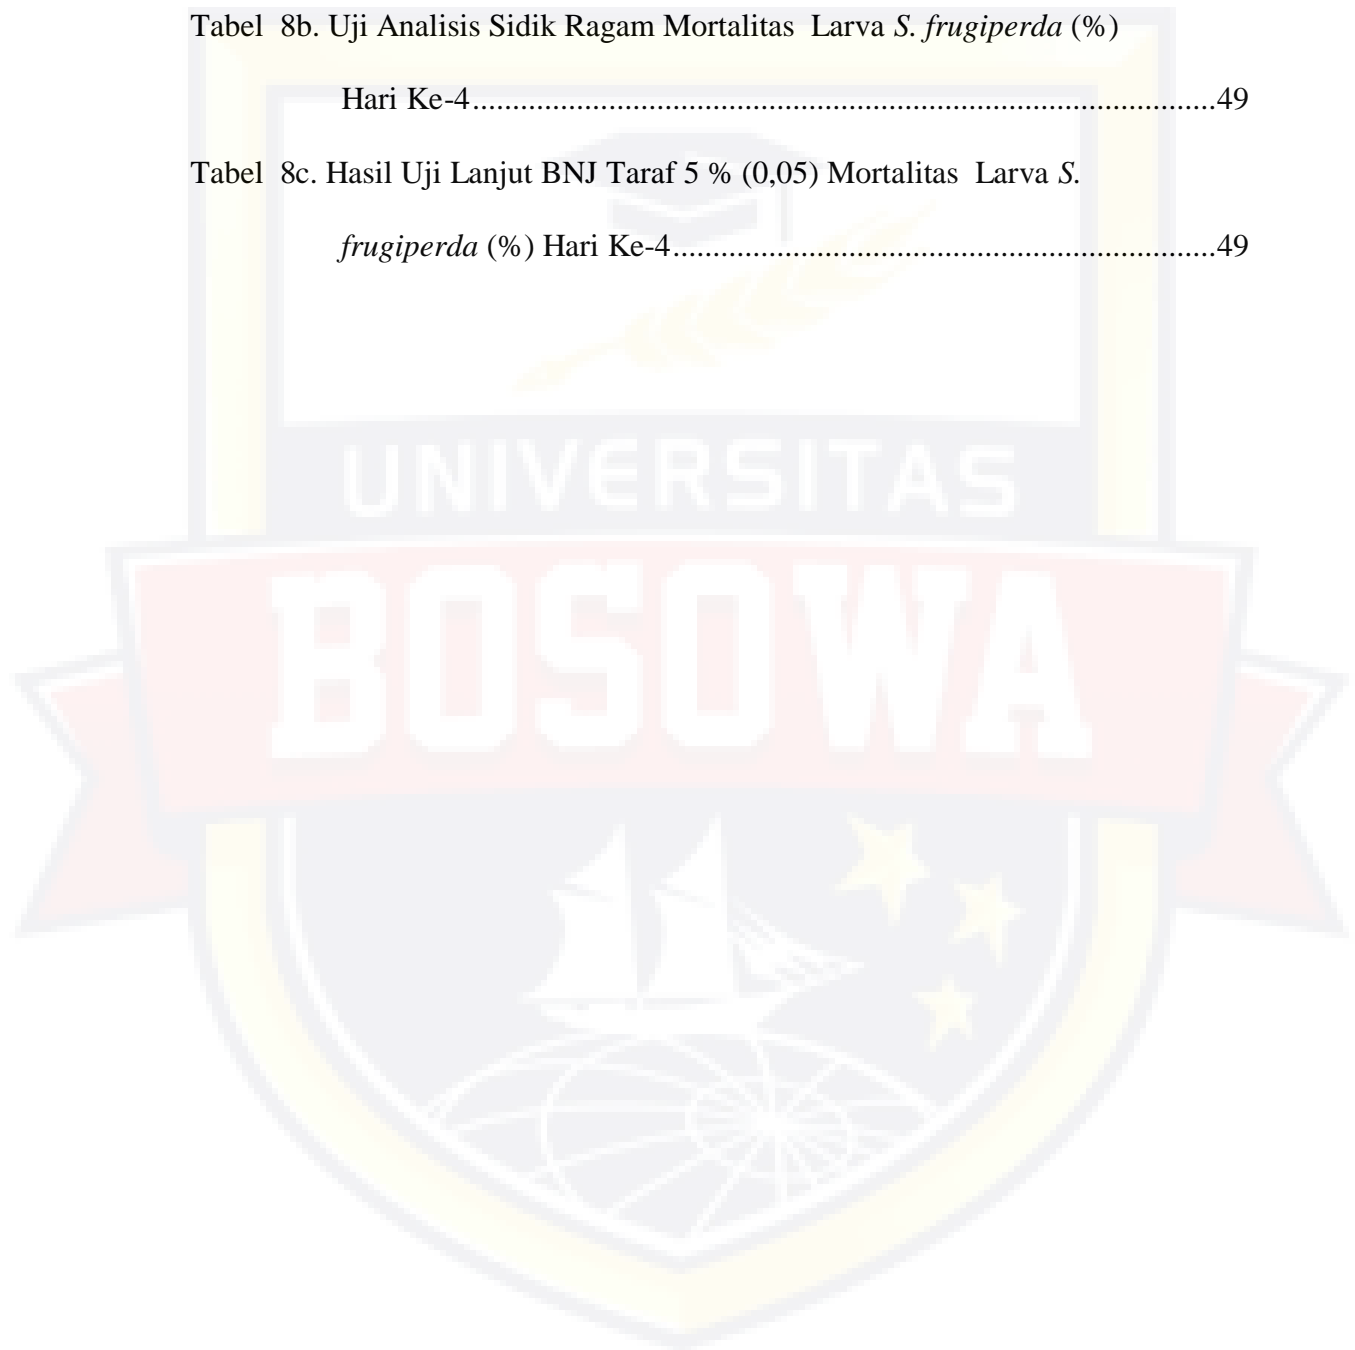 Tabel 8b. Uji Analisis Sidik Ragam Mortalitas Larva S. frugiperda (%)
Hari Ke-4.............................................................................................49
Tabel 8c. Hasil Uji Lanjut BNJ Taraf 5 % (0,05) Mortalitas Larva S.
frugiperda (%) Hari Ke-4....................................................................49
UNIVERSITAS
BOSOWA